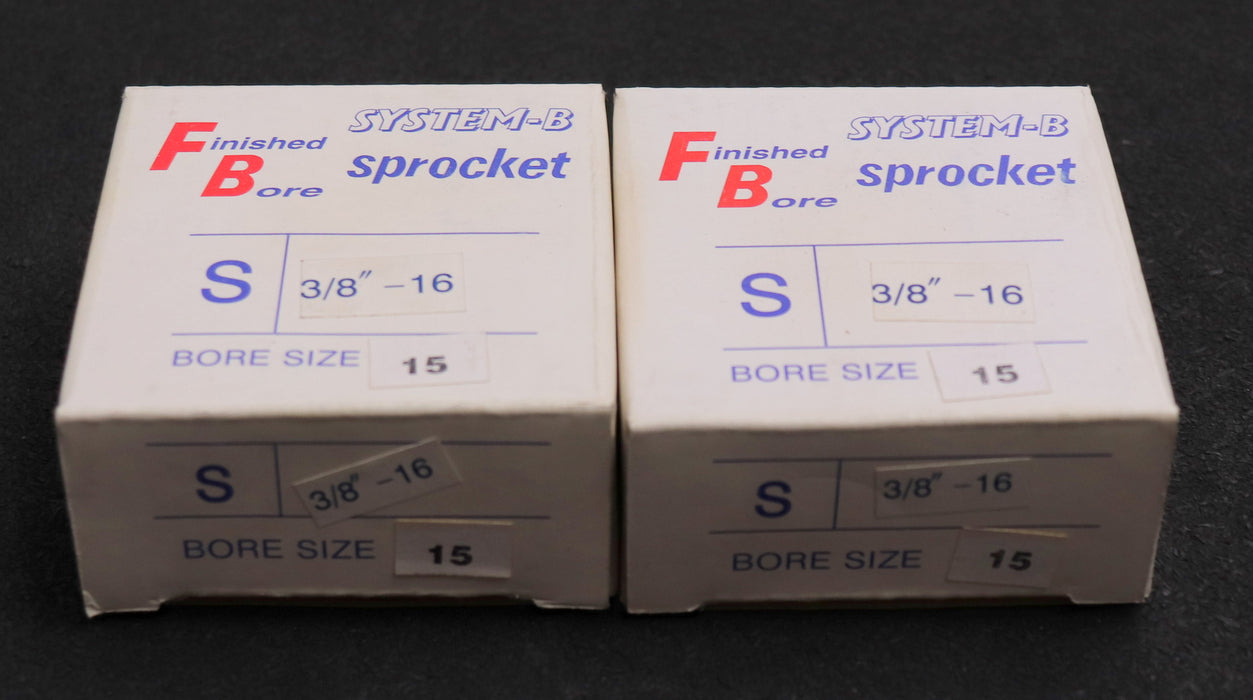 SYSTEM-B
Finished
Bore
sprocket
S
3/8" -16
BORE SIZE 15
S
3/8" -16
BORE SIZE 15
SYSTEM-B
Finished
Bore
sprocket
S
3/8" -16
BORE SIZE 15
S
3/8" -16
BORE SIZE 15